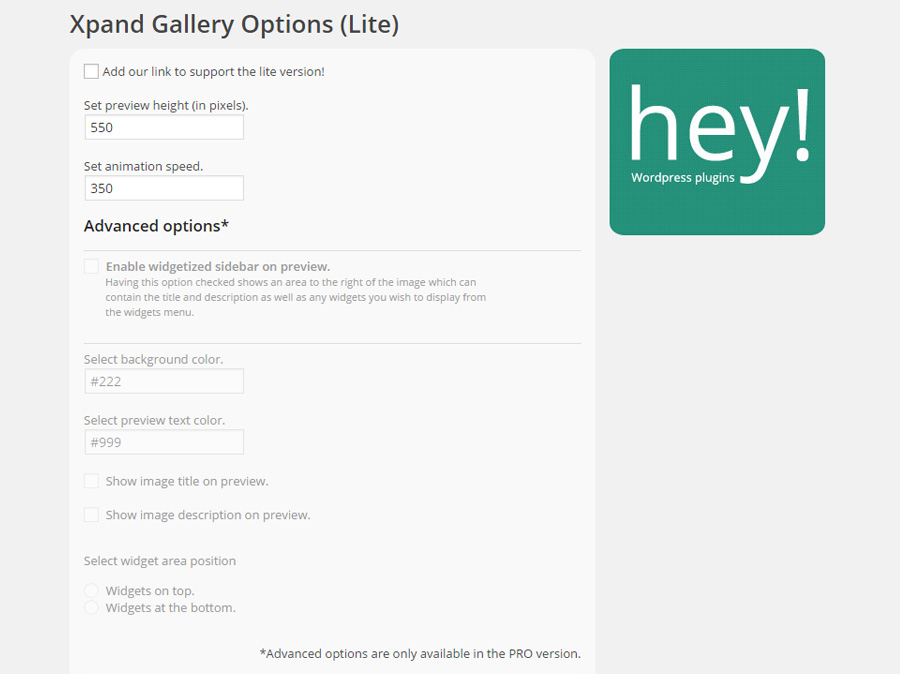 Xpand Gallery Options (Lite)
Add our link to support the lite version!
Set preview height (in pixels).
550
Set animation speed.
350
Advanced options*
Enable widgetized sidebar on preview.
Having this option checked shows an area to the right of the image which can
contain the title and description as well as any widgets you wish to display from
the widgets menu.
Select background color.
#222
Select preview text color.
#999
Show image title on preview.
Show image description on preview.
Select widget area position
Widgets on top.
Widgets at the bottom.
*Advanced options are only available in the PRO version.
hey!
Wordpress plugins